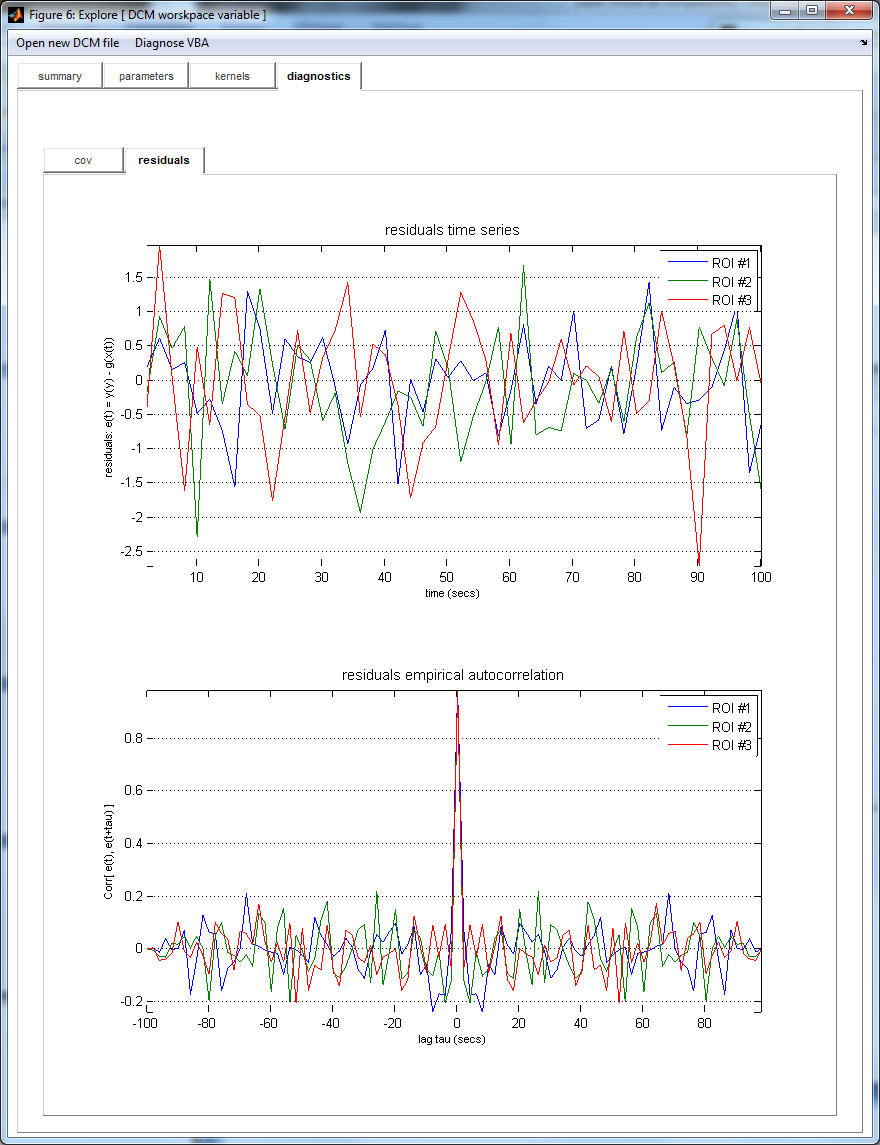 Figure 6: Explore [ DCM worskpace variable ]
Open new DCM file Diagnose VBA
summary parameters kernels diagnostics
cov residuals
residuals time series
ROI #1
ROI #2
ROI #3
1.5
1
0.5
0
-0.5
-1
-1.5
-2
-2.5
residuals: e(t) = y(y) - g(x(t))
10 20 30 40 50 60 70 80 90 100
time (secs)
residuals empirical autocorrelation
ROI #1
ROI #2
ROI #3
0.8
0.6
0.4
0.2
0
-0.2
Corr[ e(t), e(t+tau) ]
-100 -80 -60 -40 -20 0 20 40 60 80
lag tau (secs)